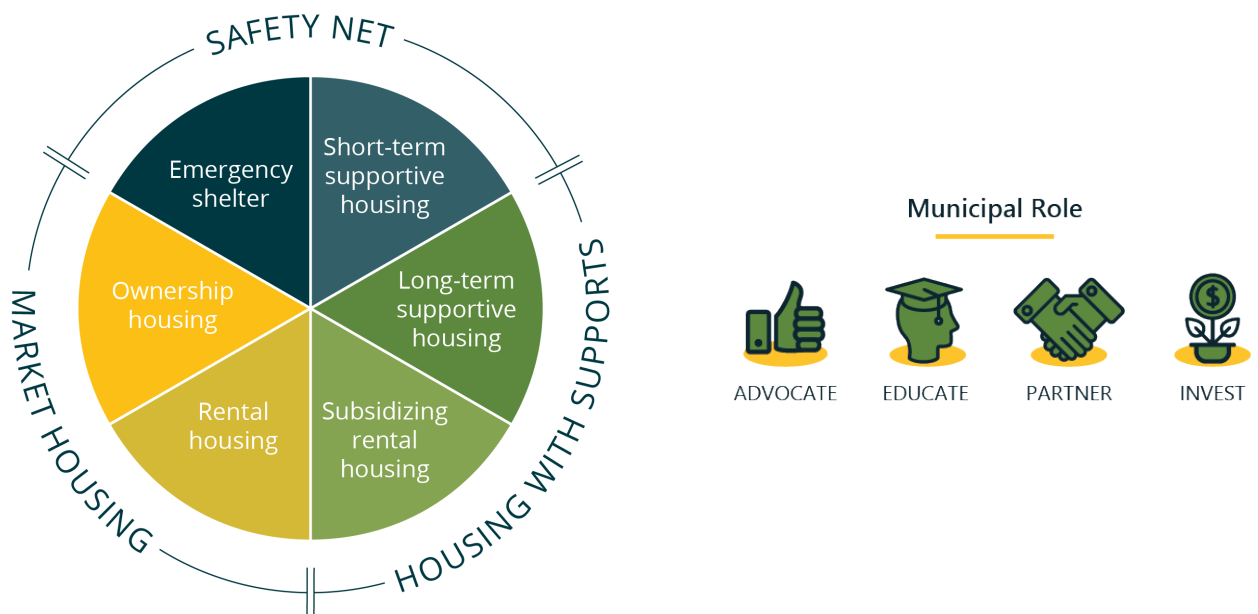 SAFETY NET
Emergency
shelter
Short-term
supportive
housing
Ownership
housing
Long-term
supportive
housing
Rental
housing
Subsidizing
rental
housing
MARKET HOUSING
HOUSING WITH SUPPORTS
Municipal Role
$
ADVOCATE
EDUCATE
PARTNER
INVEST